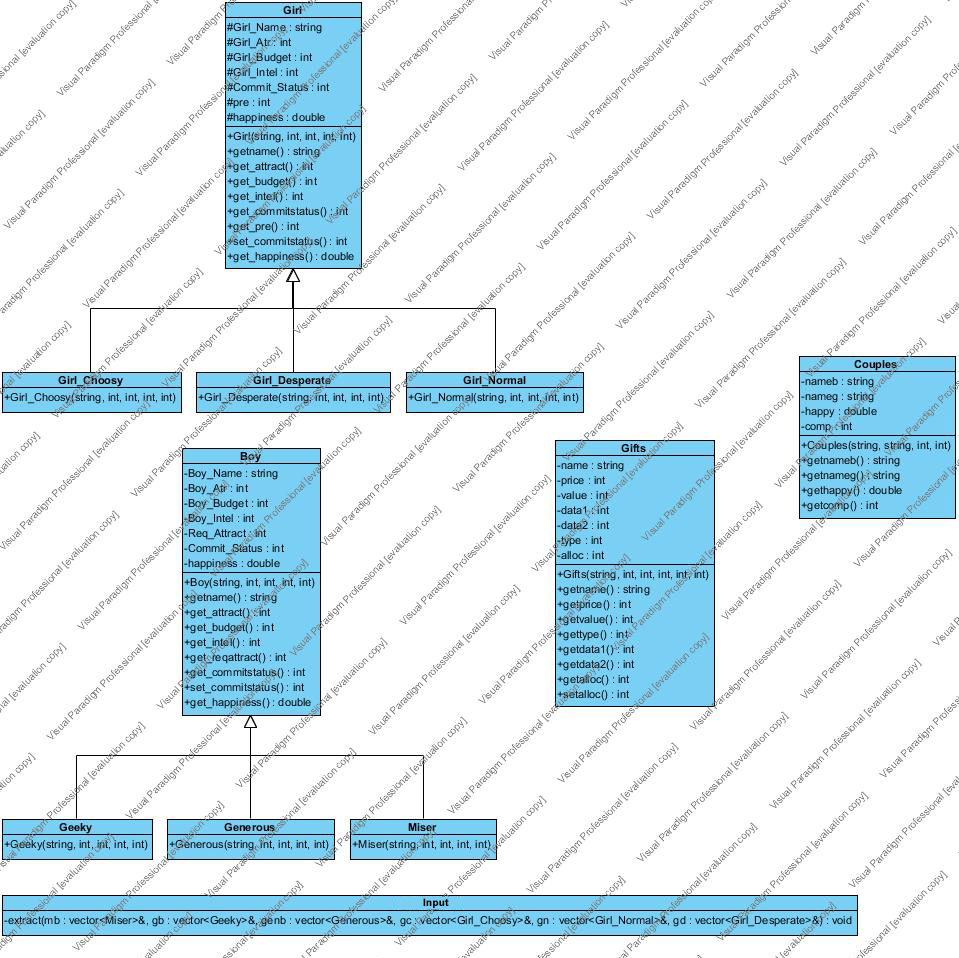 Girl
#Girl_Name : string
#Girl_Atr : int
#Girl_Budget : int
#Girl_Intel : int
#Commit_Status : int
#pre : int
#happiness : double
+Girl(string, int, int, int, int)
+getname() : string
+get_attract() : int
+get_budget() : int
+get_intel() : int
+get_commitstatus() : int
+get_pre() : int
+set_commitstatus() : int
+get_happiness() : double
Girl_Choosy
+Girl_Choosy(string, int, int, int, int)
Girl_Desperate
+Girl_Desperate(string, int, int, int, int)
Girl_Normal
+Girl_Normal(string, int, int, int, int)
Couples
-nameb : string
-nameg : string
-happy : double
-comp : int
+Couples(string, string, int, int)
+getnameb() : string
+getnameg() : string
+gethappy() : double
+getcomp() : int
Boy
-Boy_Name : string
-Boy_Atr : int
-Boy_Budget : int
-Boy_Intel : int
-Req_Attract : int
-Commit_Status : int
-happiness : double
+Boy(string, int, int, int, int)
+getname() : string
+get_attract() : int
+get_budget() : int
+get_intel() : int
+get_reqattract() : int
+get_commitstatus() : int
+set_commitstatus() : int
+get_happiness() : double
Gifts
-name : string
-price : int
-value : int
-data1 : int
-data2 : int
-type : int
-alloc : int
+Gifts(string, int, int, int, int, int)
+getname() : string
+getprice() : int
+getvalue() : int
+gettype() : int
+getdata1() : int
+getdata2() : int
+getalloc() : int
+setalloc() : int
Geeky
+Geeky(string, int, int, int, int)
Generous
+Generous(string, int, int, int, int)
Miser
+Miser(string, int, int, int, int)
Input
-extract(mb : vector<Miser>&, gb : vector<Geeky>&, genb : vector<Generous>&, gc : vector<Girl_Choosy>&, gn : vector<Girl_Normal>&, gd : vector<Girl_Desperate>&) : void
Visual Paradigm Professional [evaluation copy]